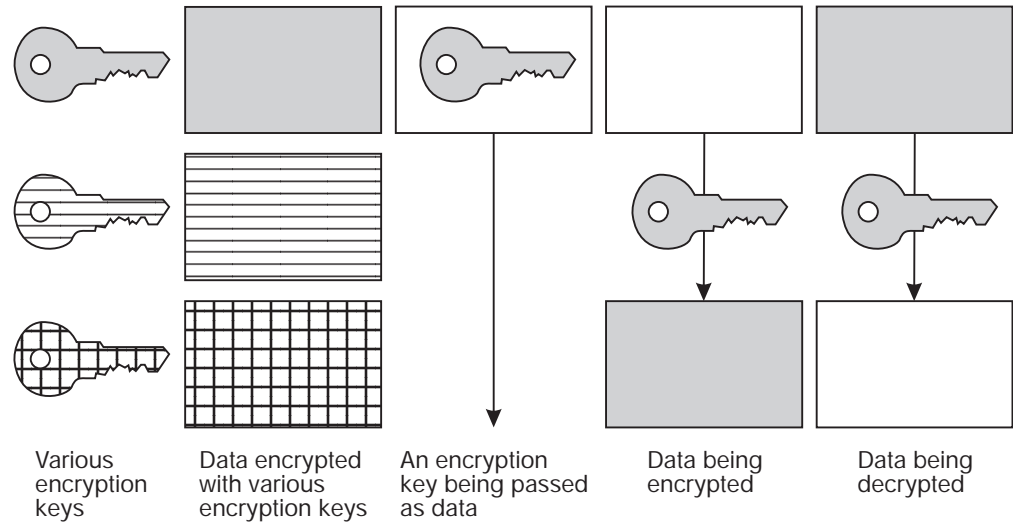 Various
encryption
keys
Data encrypted
with various
encryption keys
An encryption
key being passed
as data
Data being
encrypted
Data being
decrypted